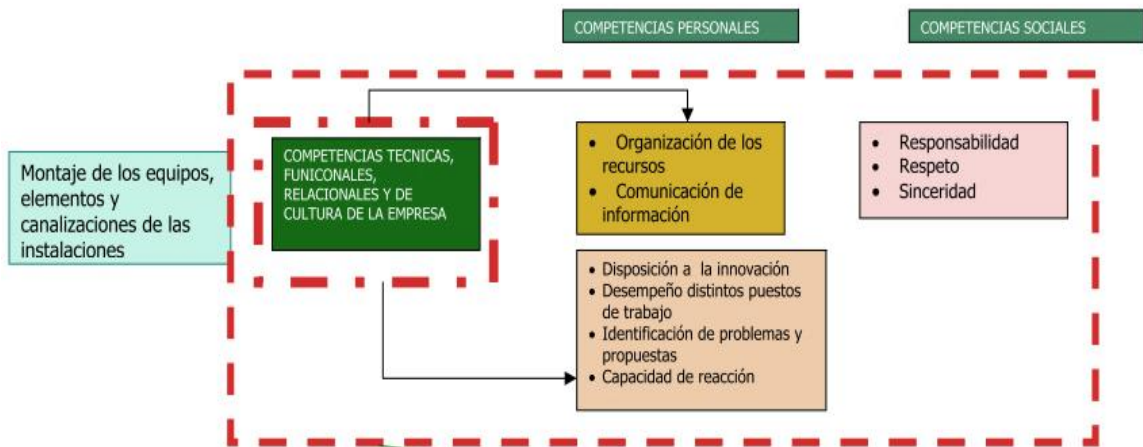 COMPETENCIAS PERSONALES
COMPETENCIAS SOCIALES
Montaje de los equipos,
elementos y
canalizaciones de las
instalaciones
COMPETENCIAS TECNICAS,
FUNICONALES,
RELACIONALES Y DE
CULTURA DE LA EMPRESA
• Organización de los
recursos
• Comunicación de
información
• Responsabilidad
• Respeto
• Sinceridad
• Disposición a la innovación
• Desempeño distintos puestos
de trabajo
• Identificación de problemas y
propuestas
• Capacidad de reacción